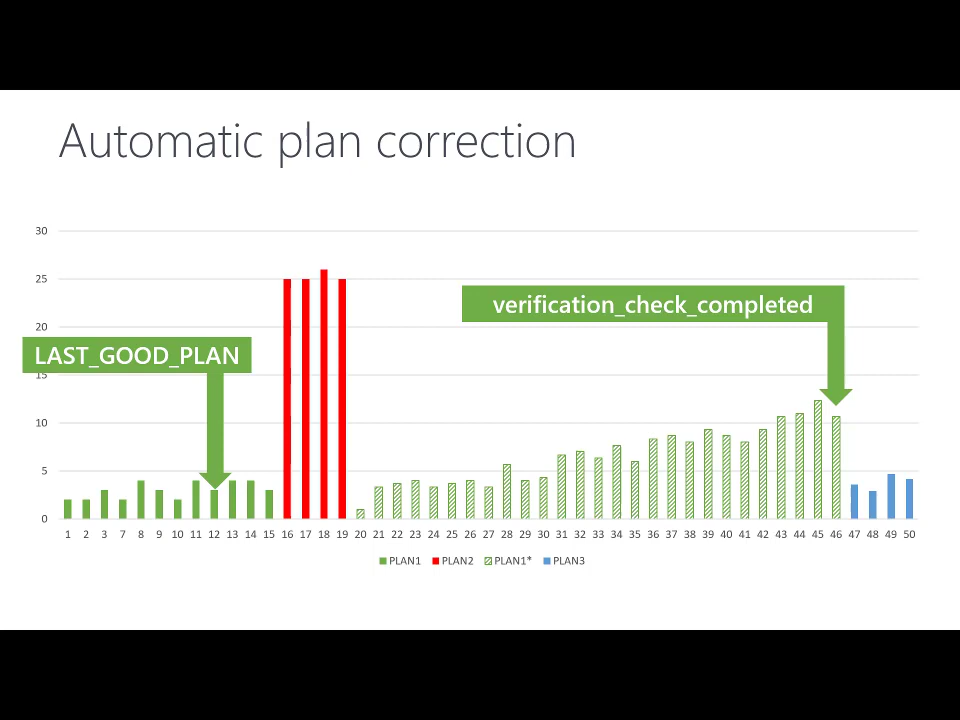 Automatic plan correction
30
25
verification_check_completed
20
LAST_GOOD_PLAN
15
10
5
0
1 2 3 7 8 9 10 11 12 13 14 15 16 17 18 19 20 21 22 23 24 25 26 27 28 29 30 31 32 33 34 35 36 37 38 39 40 41 42 43 44 45 46 47 48 49 50
PLAN1 PLAN2 PLAN1* PLAN3